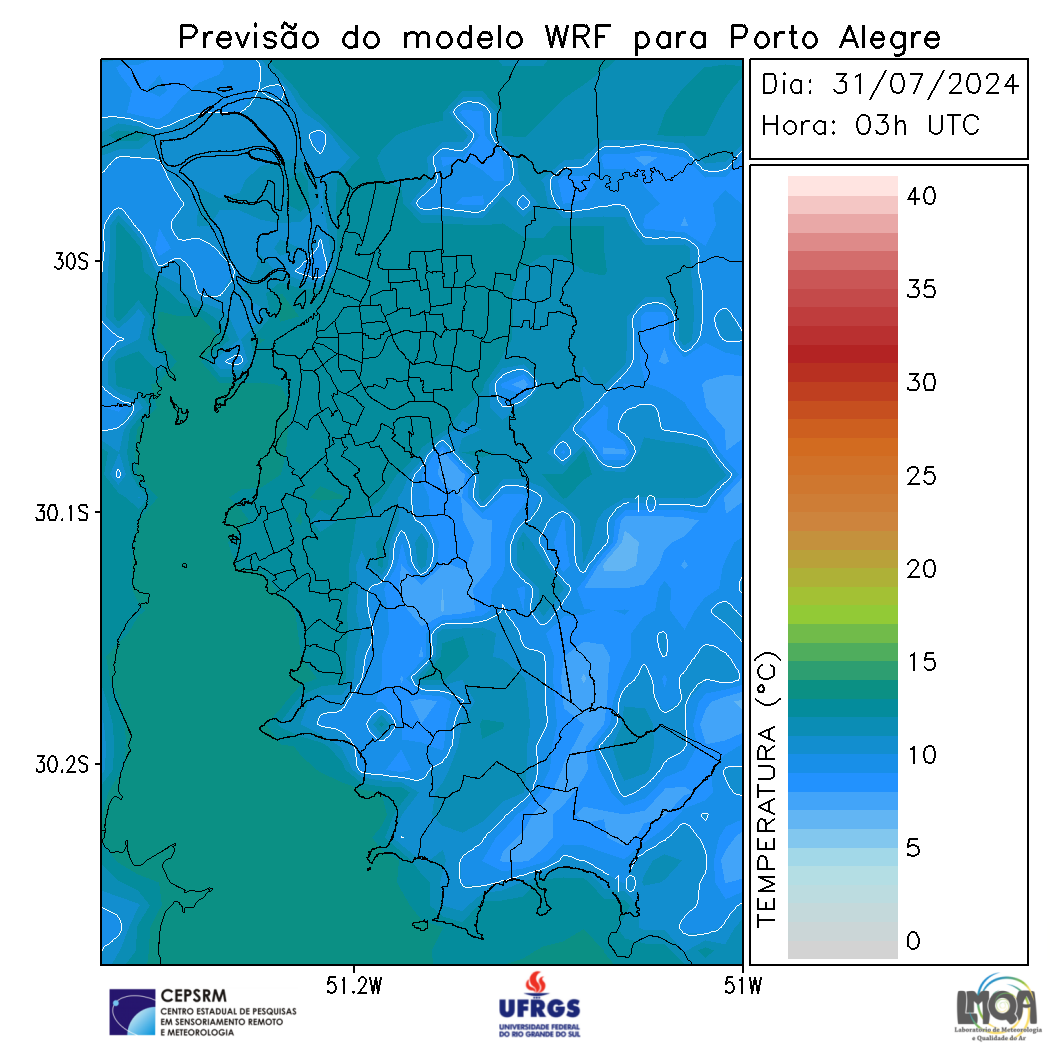 Previsão do modelo WRF para Porto Alegre
Dia: 31/07/2024
Hora: 03h UTC
40
35
30
25
20
15
10
5
0
TEMPERATURA (°C)
30S
30.1S
30.2S
10
10
51.2W
51W
CEPSRM
CENTRO ESTADUAL DE PESQUISAS
EM SENSORIAMENTO REMOTO
E METEOROLOGIA
UFRGS
UNIVERSIDADE FEDERAL
DO RIO GRANDE DO SUL
LMQA
Laboratório de Meteorologia
e Qualidade do Ar